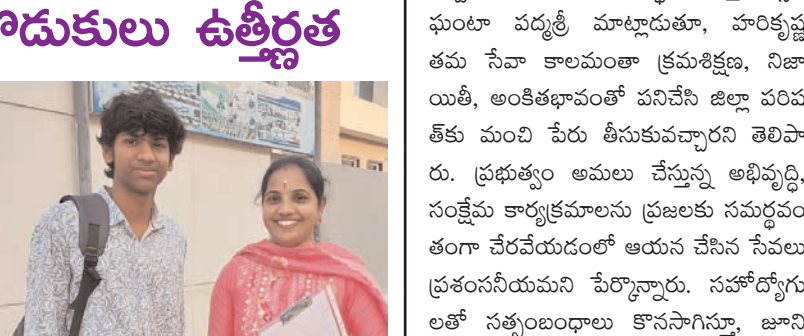 కొడుకులు ఉత్తీర్ణత
ఘంటా పద్మశ్రీ మాట్లాడుతూ, హరికృష్ణ
తమ సేవా కాలమంతా క్రమశిక్షణ, నిజా
యితీ, అంకితభావంతో పనిచేసి జిల్లా పరిష
త్‌కు మంచి పేరు తీసుకువచ్చారని తెలిపా
రు. ప్రభుత్వం అమలు చేస్తున్న అభివృద్ధి,
సంక్షేమ కార్యక్రమాలను ప్రజలకు సమర్థవం
తంగా చేరవేయడంలో ఆయన చేసిన సేవలు
ప్రశంసనీయమని పేర్కొన్నారు. సహోద్యోగు
లతో సత్సంబంధాలు కొనసాగిస్తూ, జూని